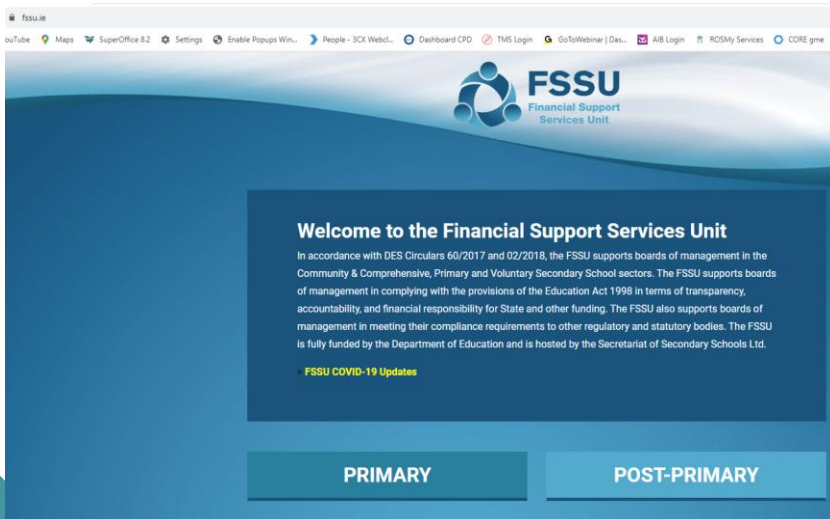 fssu.ie
ouTube Maps SuperOffice 8.2 Settings Enable Popups Win... People - 3CX Webcl... Dashboard CPD TMS Login GoToWebinar | Das... AIB Login ROSMy Services CORE gme
FSSU
Financial Support
Services Unit
Welcome to the Financial Support Services Unit
In accordance with DES Circulars 60/2017 and 02/2018, the FSSU supports boards of management in the
Community & Comprehensive, Primary and Voluntary Secondary School sectors. The FSSU supports boards
of management in complying with the provisions of the Education Act 1998 in terms of transparency,
accountability, and financial responsibility for State and other funding. The FSSU also supports boards of
management in meeting their compliance requirements to other regulatory and statutory bodies. The FSSU
is fully funded by the Department of Education and is hosted by the Secretariat of Secondary Schools Ltd.
> FSSU COVID-19 Updates
PRIMARY POST-PRIMARY